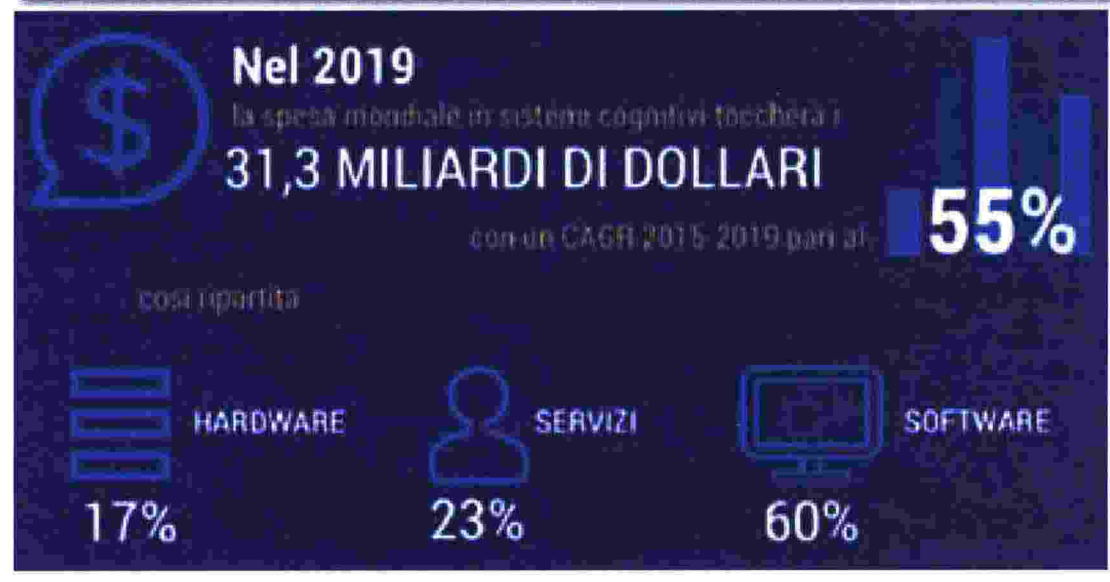 Nel 2019
la spesa mondiale in sistemi cognitivi toccherà i
31,3 MILIARDI DI DOLLARI
con un CAGR 2015-2019 pari al
55%
così ripartita
HARDWARE
17%
SERVIZI
23%
SOFTWARE
60%